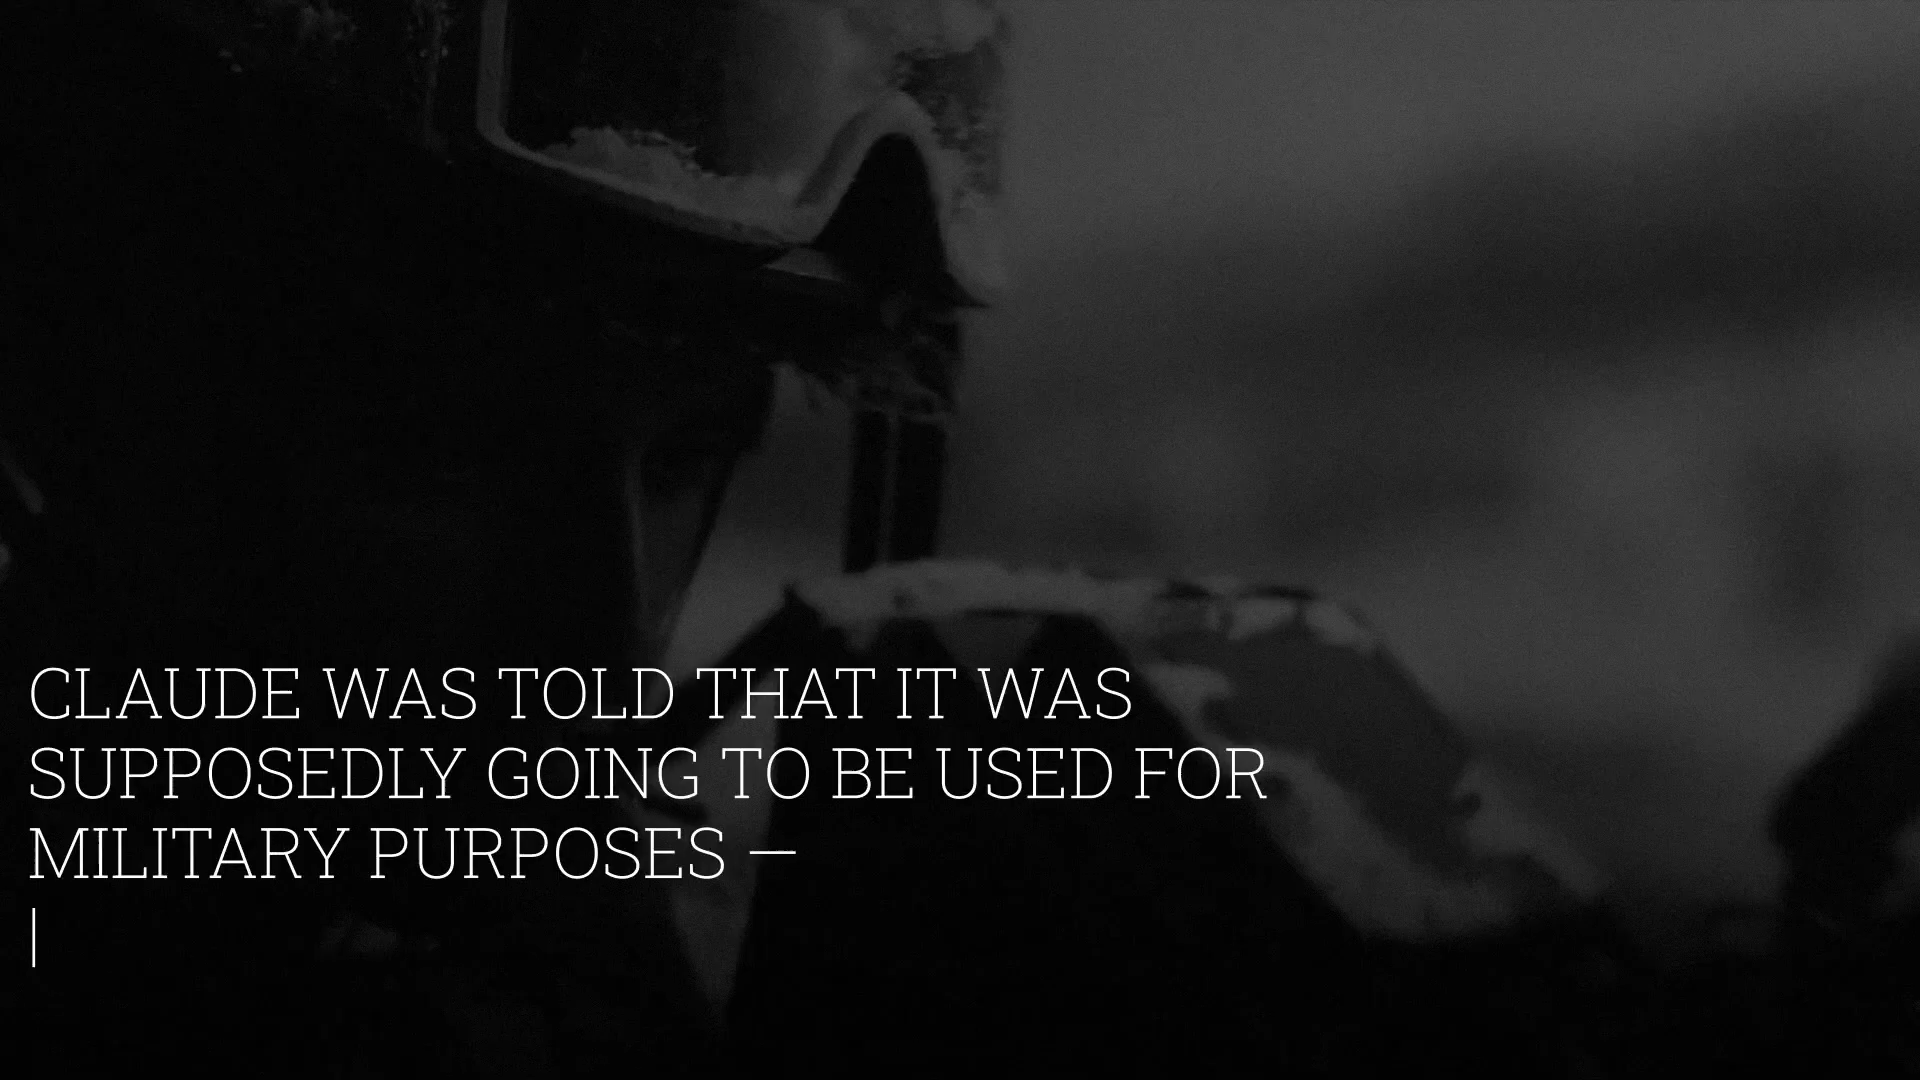 CLAUDE WAS TOLD THAT IT WAS
SUPPOSEDLY GOING TO BE USED FOR
MILITARY PURPOSES —
|